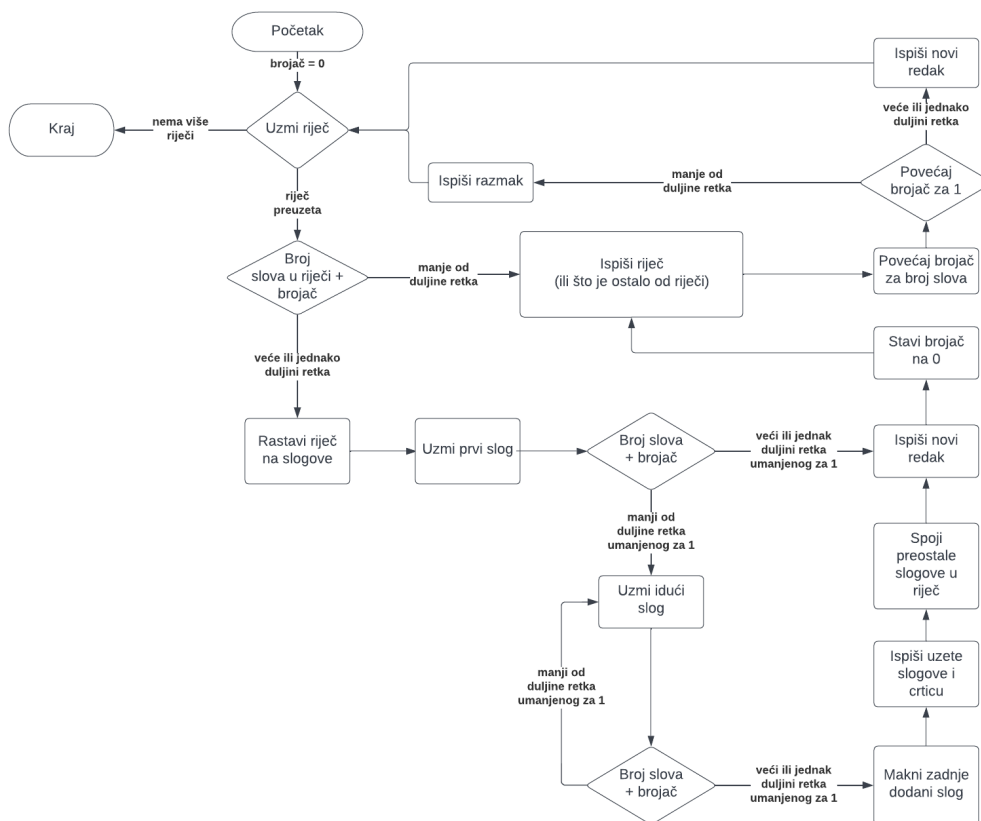 Početak
brojač = 0
Ispiši novi
redak
Kraj
nema više
riječi
Uzmi riječ
veće ili jednako
duljini retka
Ispiši razmak
manje od
duljine retka
Povećaj
brojač za 1
riječ
preuzeta
Broj
slova u riječi +
brojač
manje od
duljine retka
Ispiši riječ
(ili što je ostalo od riječi)
Povećaj brojač
za broj slova
Stavi brojač
na 0
veće ili jednako
duljini retka
Rastavi riječ
na slogove
Uzmi prvi slog
Broj slova
+ brojač
veći ili jednak
duljini retka
umanjenog za 1
Ispiši novi
redak
manji od
duljine retka
umanjenog za 1
Spoji
preostale
slogove u
riječ
Uzmi idući
slog
Ispiši uzete
slogove i
crticu
manji od
duljine retka
umanjenog za 1
Broj slova
+ brojač
veći ili jednak
duljini retka
umanjenog za 1
Makni zadnje
dodani slog